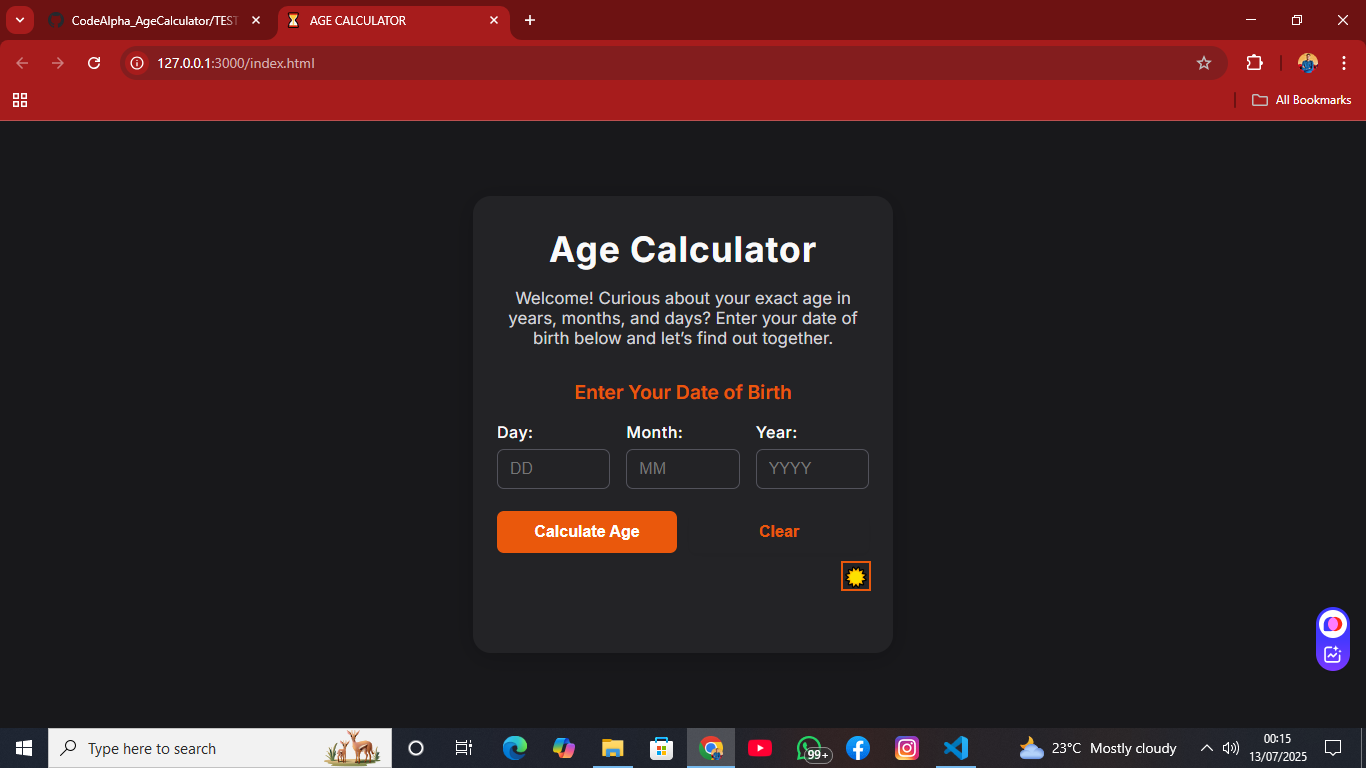 CodeAlpha_AgeCalculator/TEST
AGE CALCULATOR
127.0.0.1:3000/index.html
All Bookmarks
Age Calculator
Welcome! Curious about your exact age in
years, months, and days? Enter your date of
birth below and let’s find out together.
Enter Your Date of Birth
Day: Month: Year:
DD MM YYYY
Calculate Age Clear
Type here to search
99+
23°C Mostly cloudy
00:15
13/07/2025